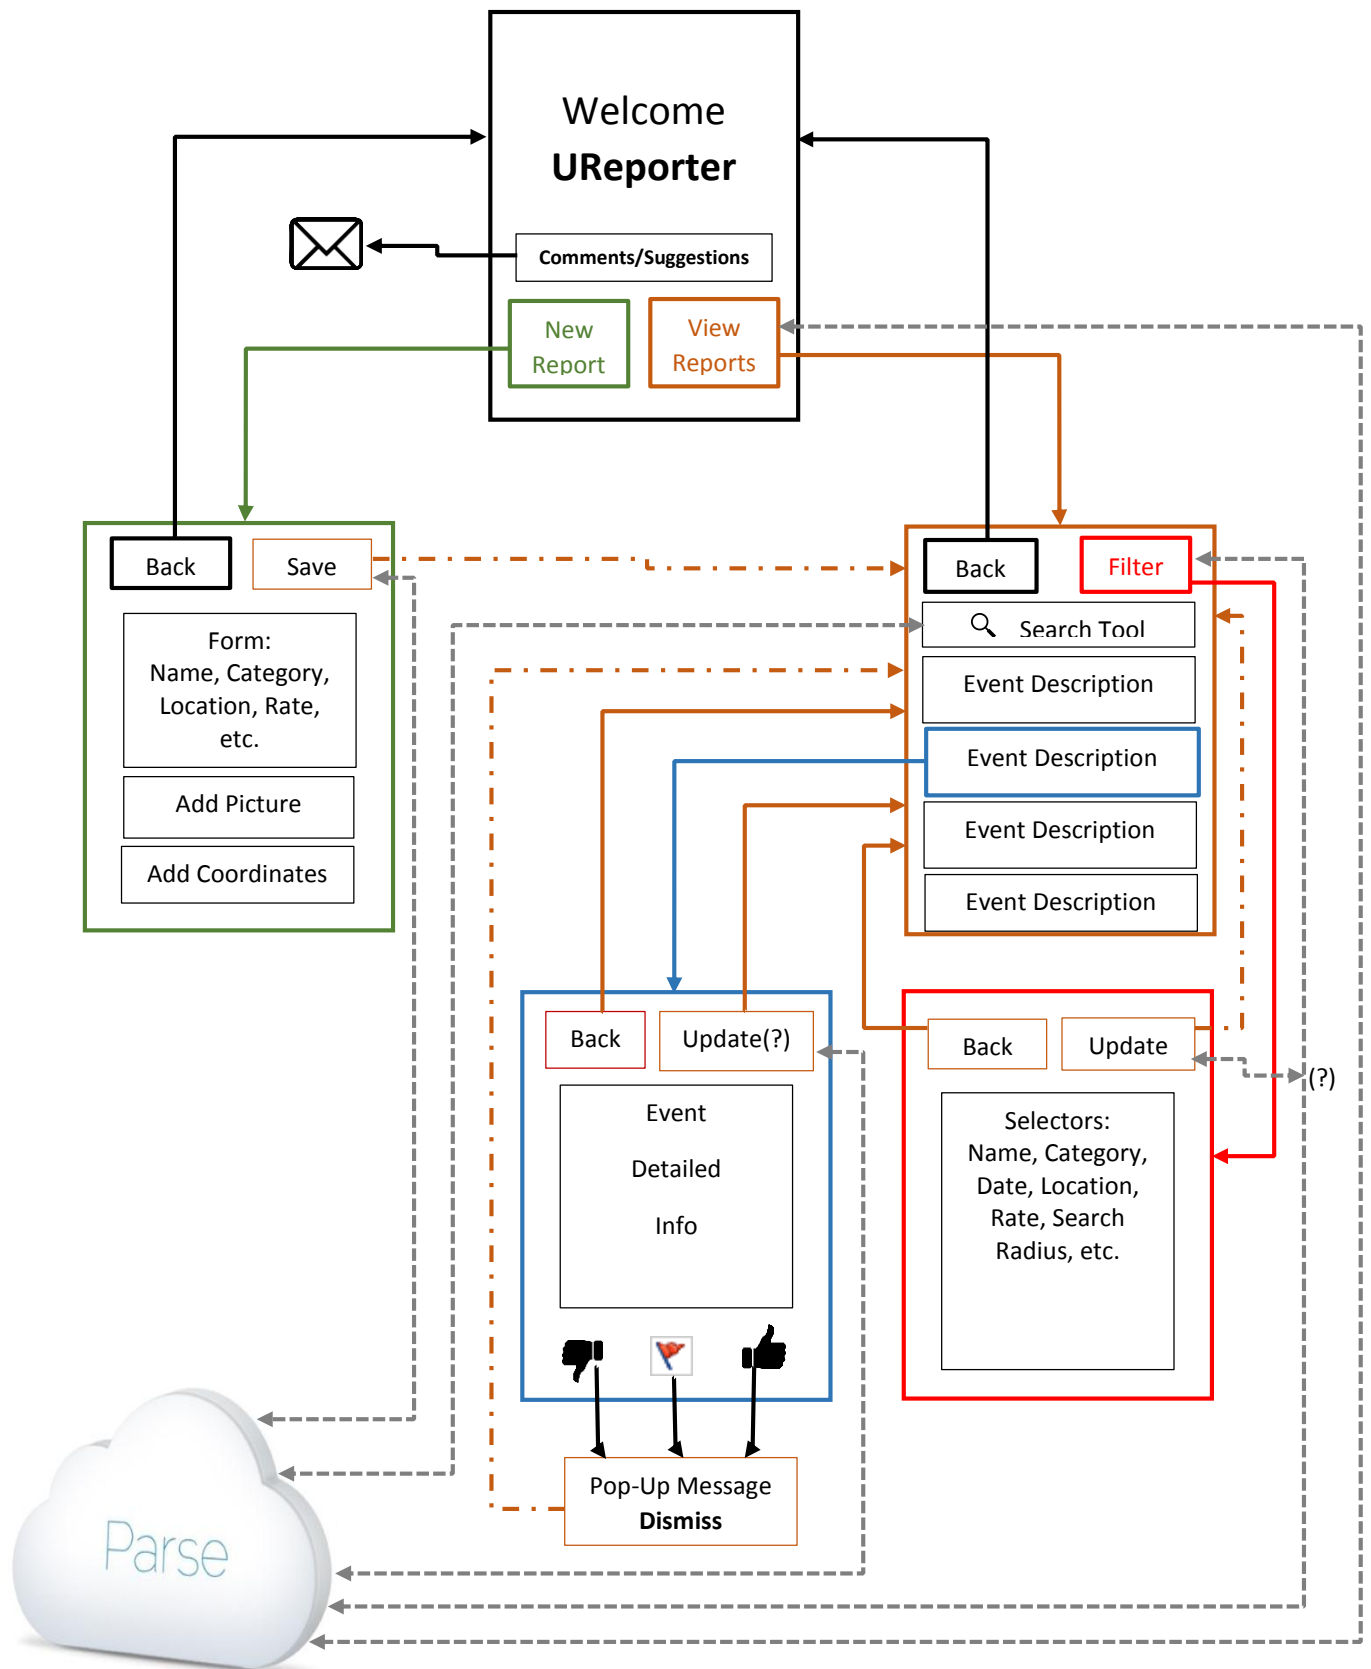 Welcome
UReporter
Comments/Suggestions
New
Report
View
Reports
Back
Save
Form:
Name, Category,
Location, Rate,
etc.
Add Picture
Add Coordinates
Back
Filter
Search Tool
Event Description
Event Description
Event Description
Event Description
Back
Update(?)
Event
Detailed
Info
Back
Update
(?)
Selectors:
Name, Category,
Date, Location,
Rate, Search
Radius, etc.
Pop-Up Message
Dismiss
Parse